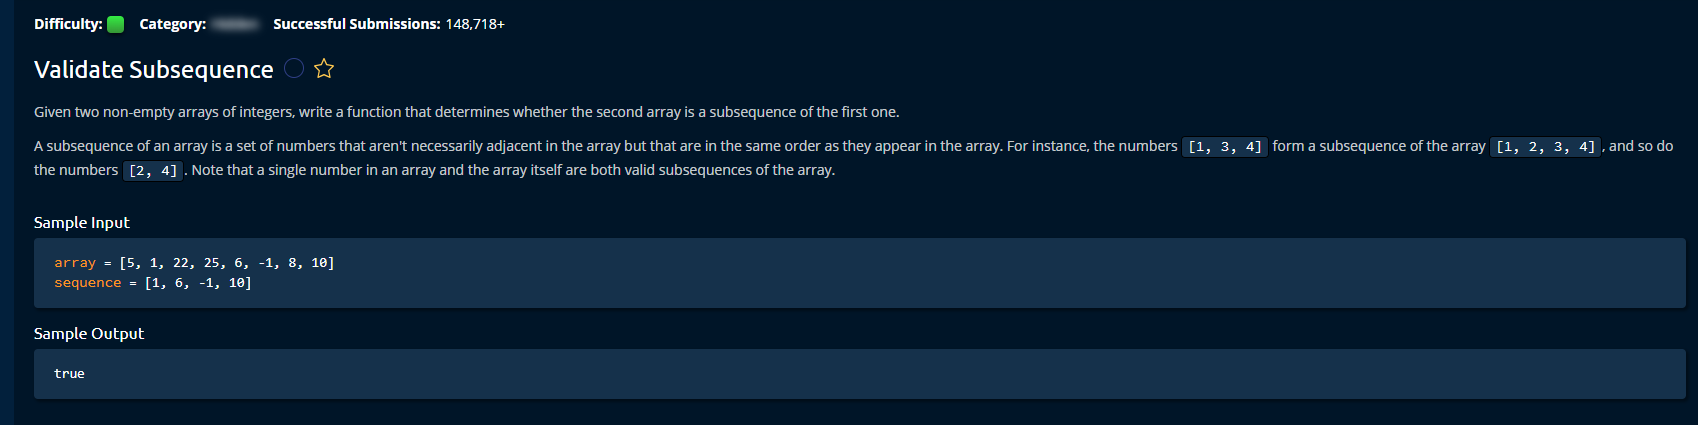 Difficulty: Category: Successful Submissions: 148,718+
Validate Subsequence
Given two non-empty arrays of integers, write a function that determines whether the second array is a subsequence of the first one.
A subsequence of an array is a set of numbers that aren't necessarily adjacent in the array but that are in the same order as they appear in the array. For instance, the numbers [1, 3, 4] form a subsequence of the array [1, 2, 3, 4], and so do
the numbers [2, 4]. Note that a single number in an array and the array itself are both valid subsequences of the array.
Sample Input
array = [5, 1, 22, 25, 6, -1, 8, 10]
sequence = [1, 6, -1, 10]
Sample Output
true